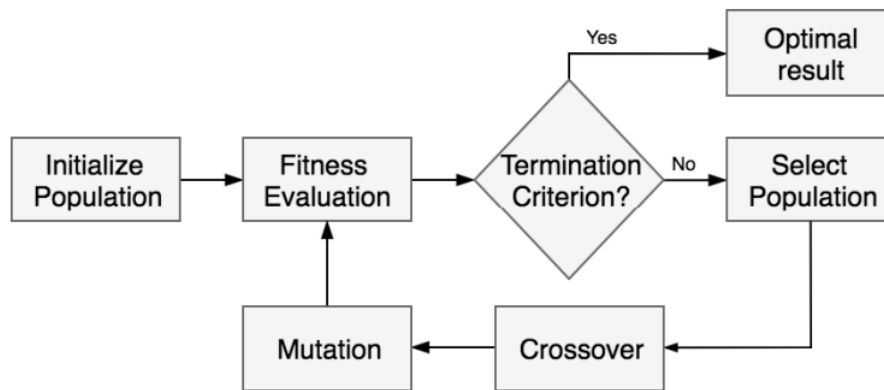 Yes
Optimal
result
Initialize
Population
Fitness
Evaluation
Termination
Criterion?
No
Select
Population
Mutation
Crossover